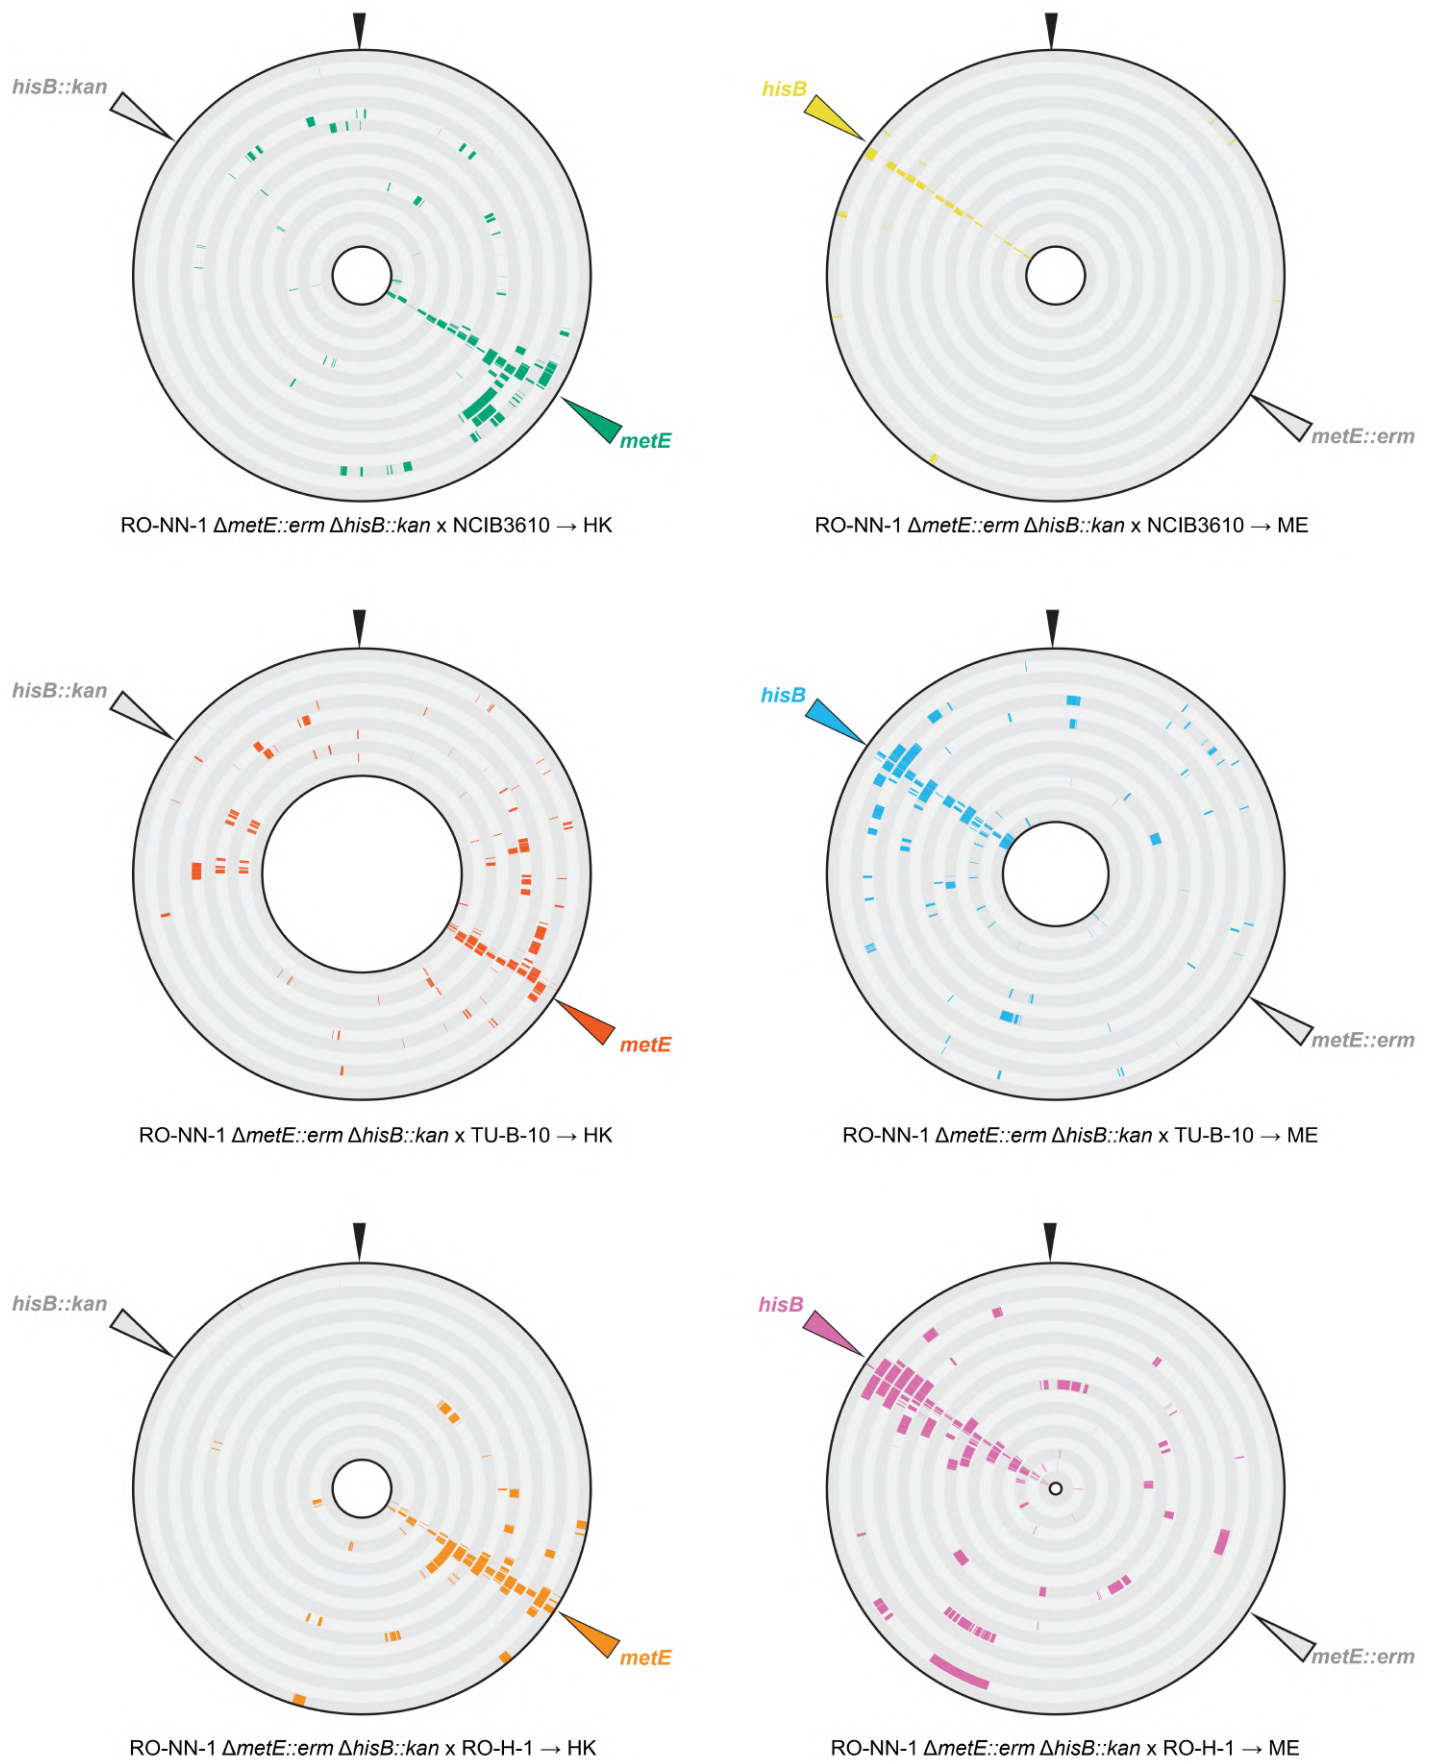 hisB::kan
metE
RO-NN-1 ΔmetE::erm ΔhisB::kan x NCIB3610 → HK
hisB
metE::erm
RO-NN-1 ΔmetE::erm ΔhisB::kan x NCIB3610 → ME
hisB::kan
metE
RO-NN-1 ΔmetE::erm ΔhisB::kan x TU-B-10 → HK
hisB
metE::erm
RO-NN-1 ΔmetE::erm ΔhisB::kan x TU-B-10 → ME
hisB::kan
metE
RO-NN-1 ΔmetE::erm ΔhisB::kan x RO-H-1 → HK
hisB
metE::erm
RO-NN-1 ΔmetE::erm ΔhisB::kan x RO-H-1 → ME